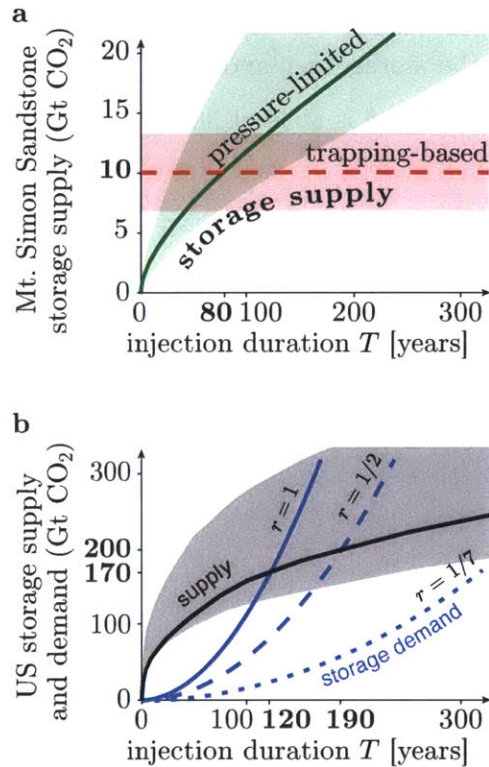 a
Mt. Simon Sandstone
storage supply (Gt CO₂)
20
15
10
5
0
pressure-limited
trapping-based
storage supply
0
80
100
200
300
injection duration T [years]
b
US storage supply
and demand (Gt CO₂)
300
200
170
100
0
supply
r = 1
r = 1/2
r = 1/7
storage demand
0
100
120
190
300
injection duration T [years]